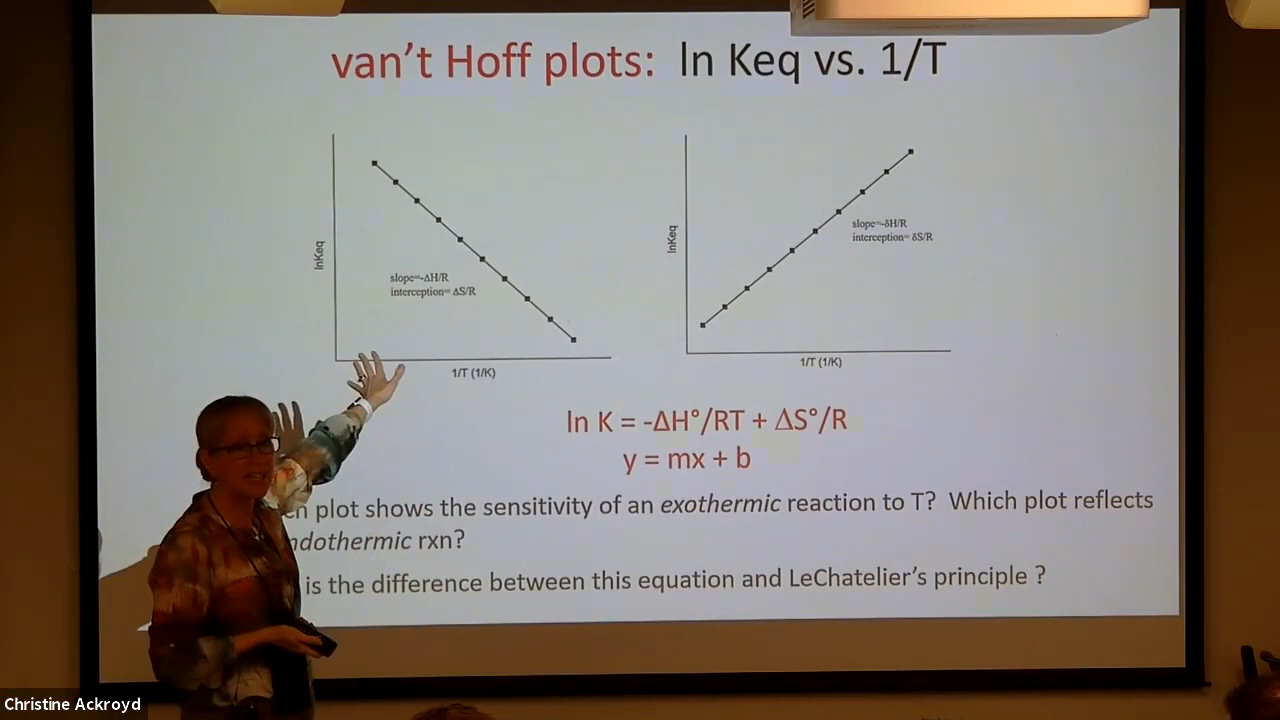 van't Hoff plots: ln Keq vs. 1/T
lnKeq
slope=-ΔH/R
interception= ΔS/R
1/T (1/K)
lnKeq
slope=-δH/R
interception= δS/R
1/T (1/K)
ln K = -ΔH°/RT + ΔS°/R
y = mx + b
plot shows the sensitivity of an exothermic reaction to T? Which plot reflects
rxn?
is the difference between this equation and LeChatelier's principle ?
Christine Ackroyd